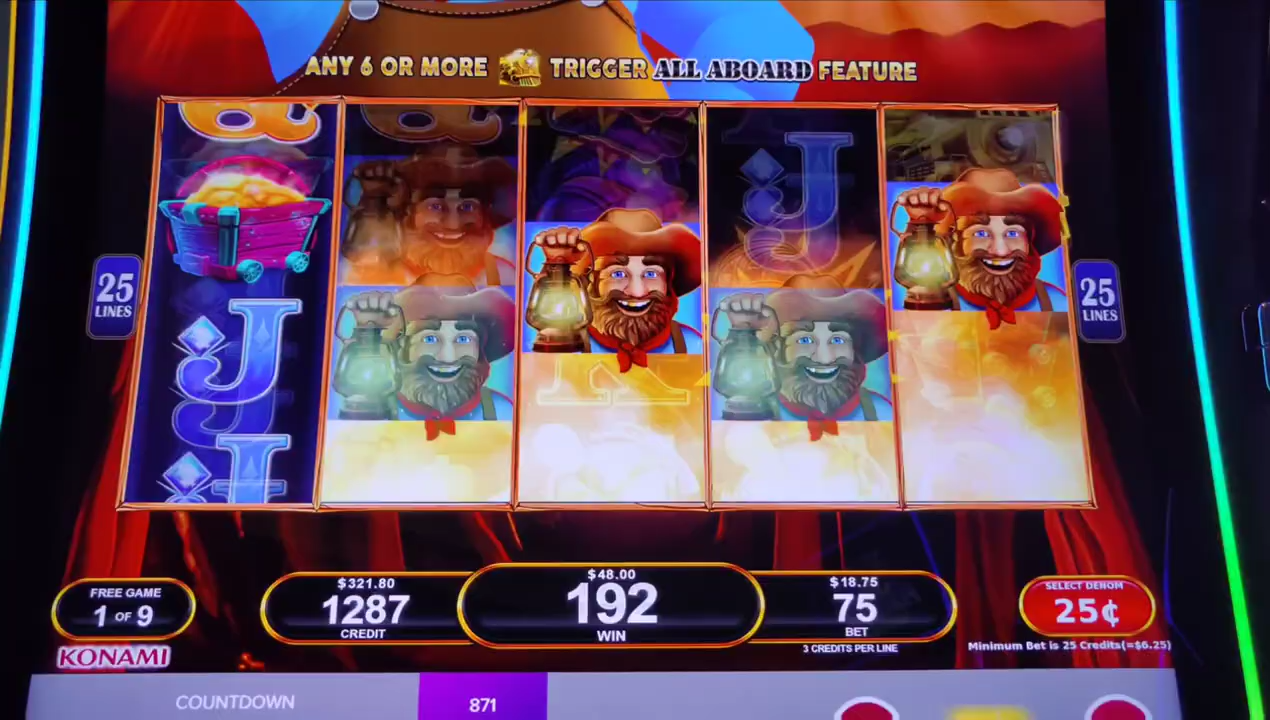 ANY 6 OR MORE TRIGGER ALL ABOARD FEATURE
25
LINES
J
J
J
25
LINES
FREE GAME
1 OF 9
$321.80
1287
CREDIT
$48.00
192
WIN
$18.75
75
BET
3 CREDITS PER LINE
SELECT DENOM
25¢
Minimum Bet is 25 Credits(=$6.25)
KONAMI
COUNTDOWN
871